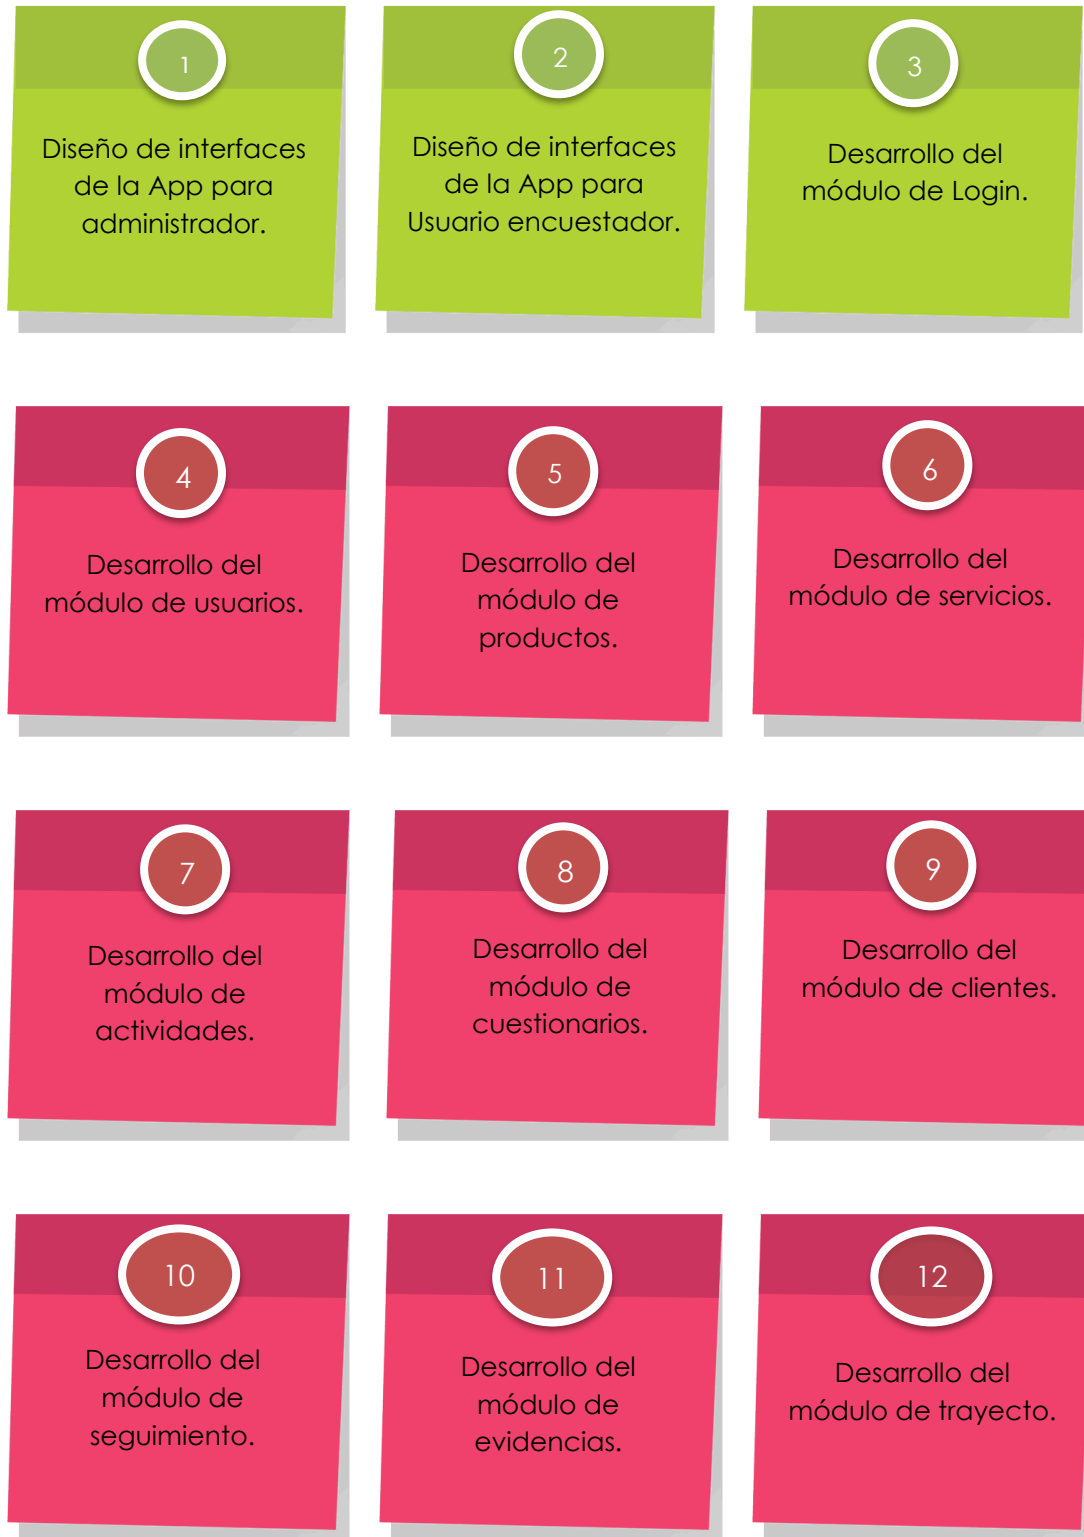 1
Diseño de interfaces
de la App para
administrador.
2
Diseño de interfaces
de la App para
Usuario encuestador.
3
Desarrollo del
módulo de Login.
4
Desarrollo del
módulo de usuarios.
5
Desarrollo del
módulo de
productos.
6
Desarrollo del
módulo de servicios.
7
Desarrollo del
módulo de
actividades.
8
Desarrollo del
módulo de
cuestionarios.
9
Desarrollo del
módulo de clientes.
10
Desarrollo del
módulo de
seguimiento.
11
Desarrollo del
módulo de
evidencias.
12
Desarrollo del
módulo de trayecto.